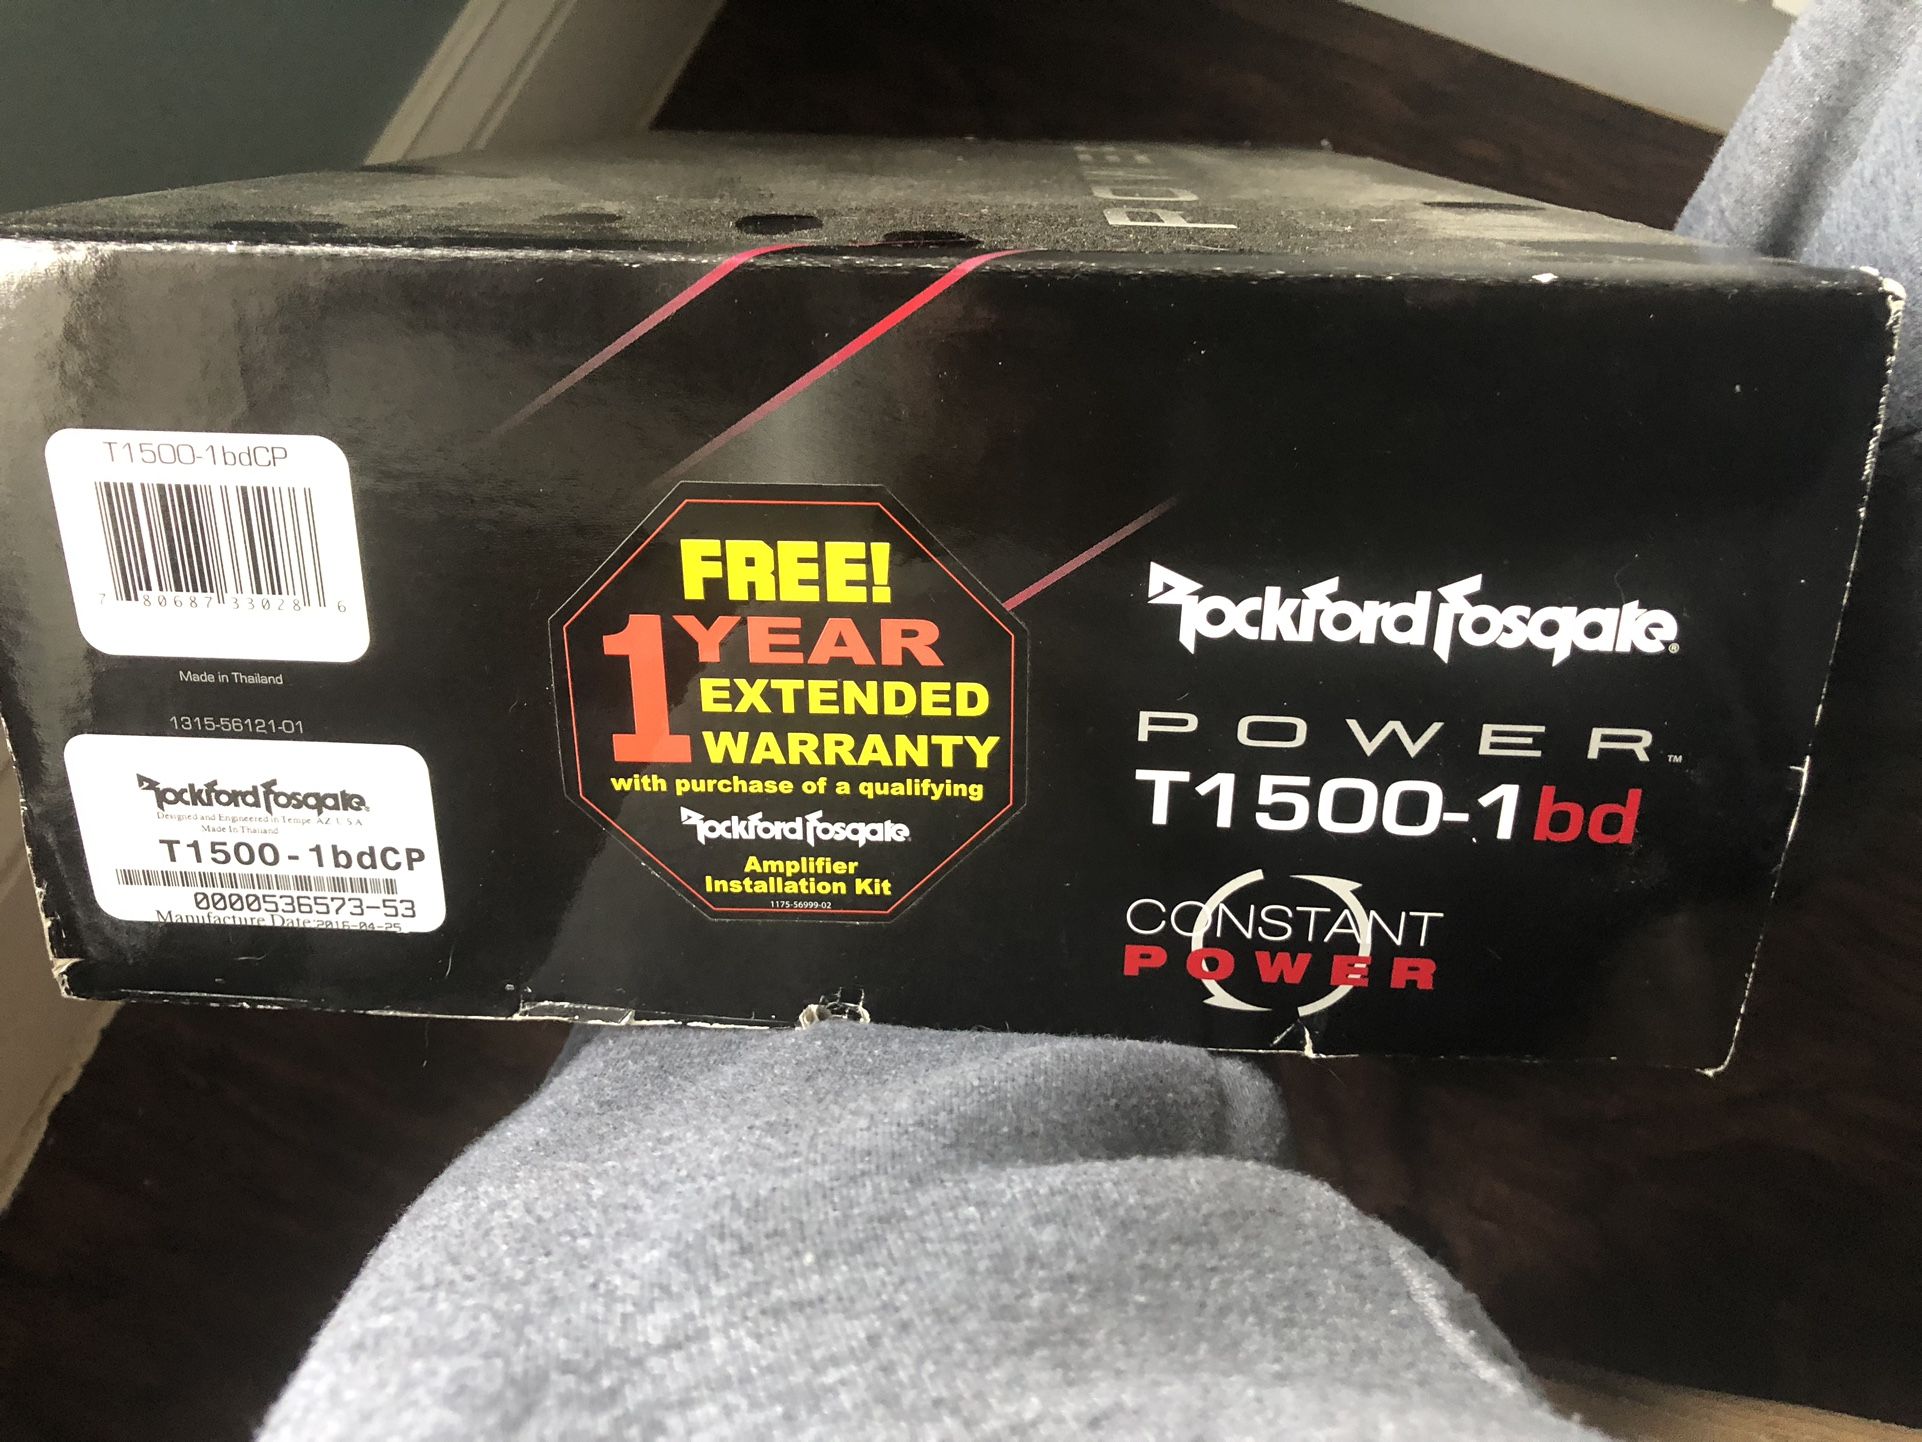 POWE
T1500-1bdCP
7 80687 33028 6
Made in Thailand
1315-56121-01
Rockford Fosgate
Designed and Engineered in Tempe AZ U.S.A
Made In Thailand
T1500-1bdCP
0000536573-53
Manufacture Date:2016-04-25
FREE!
1 YEAR
EXTENDED
WARRANTY
with purchase of a qualifying
Rockford Fosgate
Amplifier
Installation Kit
1175-56999-02
Rockford Fosgate®
POWER™
T1500-1bd
CONSTANT
POWER